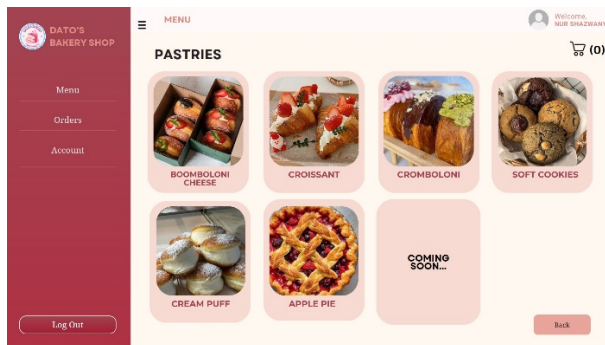 DATO'S
BAKERY SHOP
Menu
Orders
Account
Log Out
MENU
Welcome,
NUR SHAZWANY
(0)
PASTRIES
BOOMBOLONI
CHEESE
CROISSANT
CROMBOLONI
SOFT COOKIES
CREAM PUFF
APPLE PIE
COMING
SOON...
Back